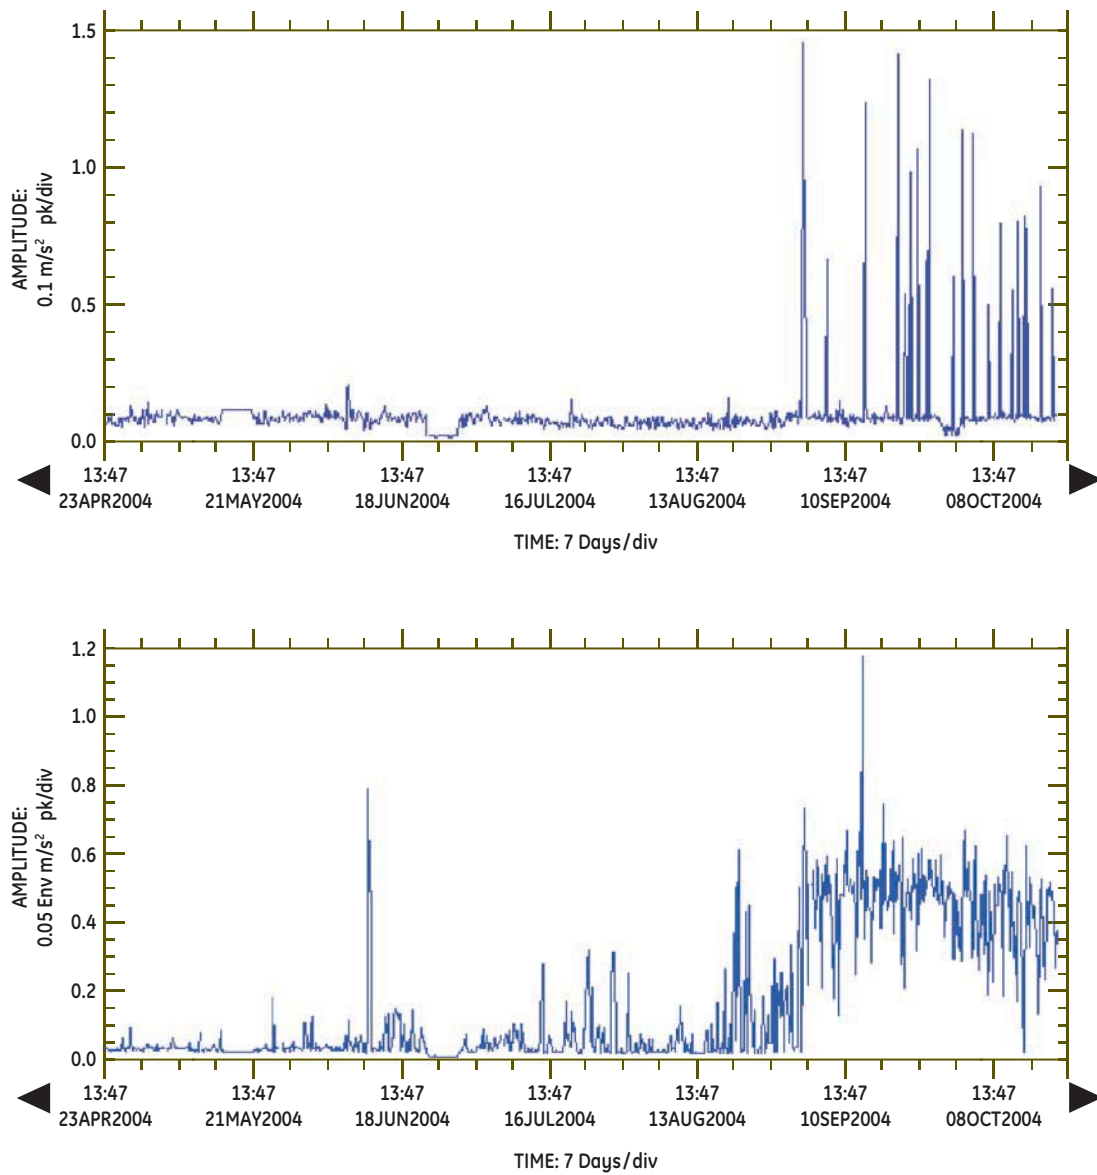 1.5
1.0
0.5
0.0
AMPLITUDE:
0.1 m/s² pk/div
13:47 13:47 13:47 13:47 13:47 13:47 13:47
23APR2004 21MAY2004 18JUN2004 16JUL2004 13AUG2004 10SEP2004 08OCT2004
TIME: 7 Days/div
1.2
1.0
0.8
0.6
0.4
0.2
0.0
AMPLITUDE:
0.05 Env m/s² pk/div
13:47 13:47 13:47 13:47 13:47 13:47 13:47
23APR2004 21MAY2004 18JUN2004 16JUL2004 13AUG2004 10SEP2004 08OCT2004
TIME: 7 Days/div